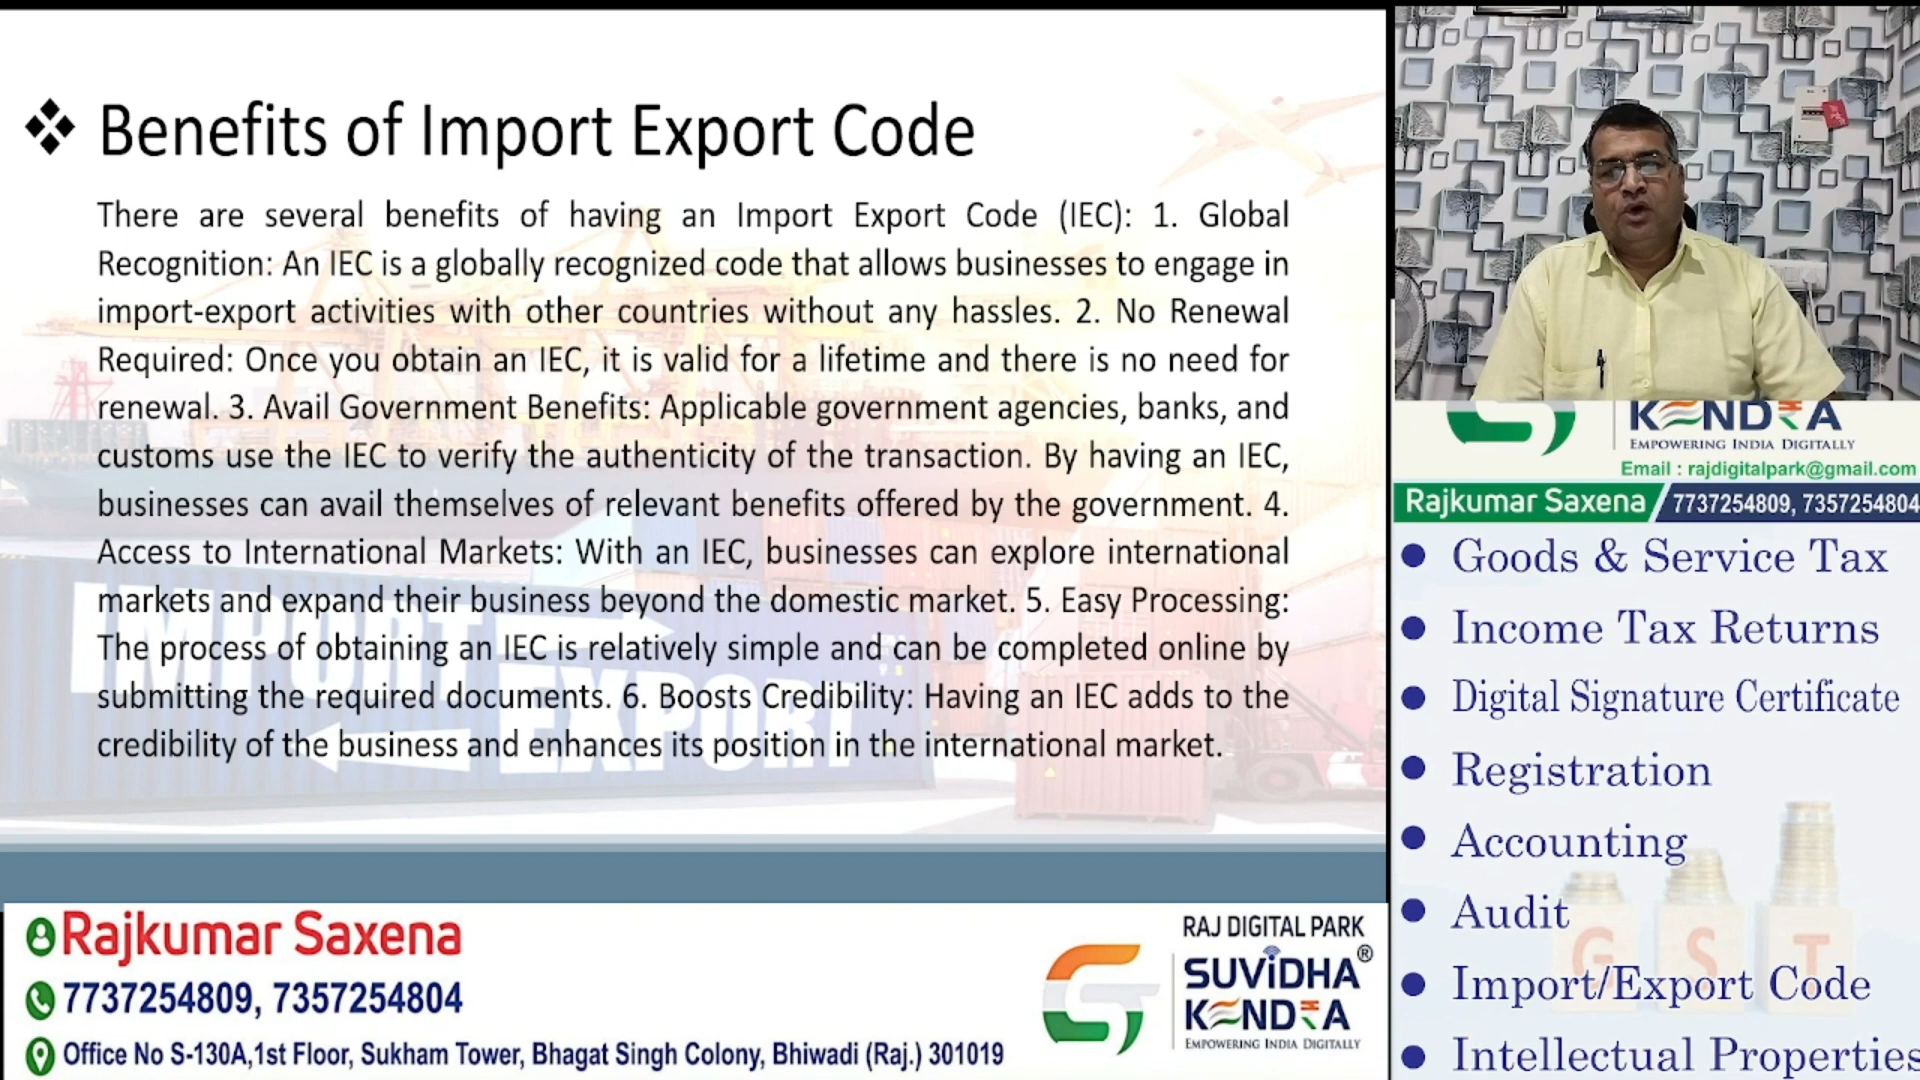 ❖ Benefits of Import Export Code
There are several benefits of having an Import Export Code (IEC): 1. Global
Recognition: An IEC is a globally recognized code that allows businesses to engage in
import-export activities with other countries without any hassles. 2. No Renewal
Required: Once you obtain an IEC, it is valid for a lifetime and there is no need for
renewal. 3. Avail Government Benefits: Applicable government agencies, banks, and
customs use the IEC to verify the authenticity of the transaction. By having an IEC,
businesses can avail themselves of relevant benefits offered by the government. 4.
Access to International Markets: With an IEC, businesses can explore international
markets and expand their business beyond the domestic market. 5. Easy Processing:
The process of obtaining an IEC is relatively simple and can be completed online by
submitting the required documents. 6. Boosts Credibility: Having an IEC adds to the
credibility of the business and enhances its position in the international market.
IMPORT
EXPORT
Rajkumar Saxena
7737254809, 7357254804
Office No S-130A,1st Floor, Sukham Tower, Bhagat Singh Colony, Bhiwadi (Raj.) 301019
RAJ DIGITAL PARK
SUVIDHA®
KENDRA
EMPOWERING INDIA DIGITALLY
KENDRA
EMPOWERING INDIA DIGITALLY
Email : rajdigitalpark@gmail.com
Rajkumar Saxena 7737254809, 7357254804
● Goods & Service Tax
● Income Tax Returns
● Digital Signature Certificate
● Registration
● Accounting
● Audit
● Import/Export Code
● Intellectual Properties
G S T